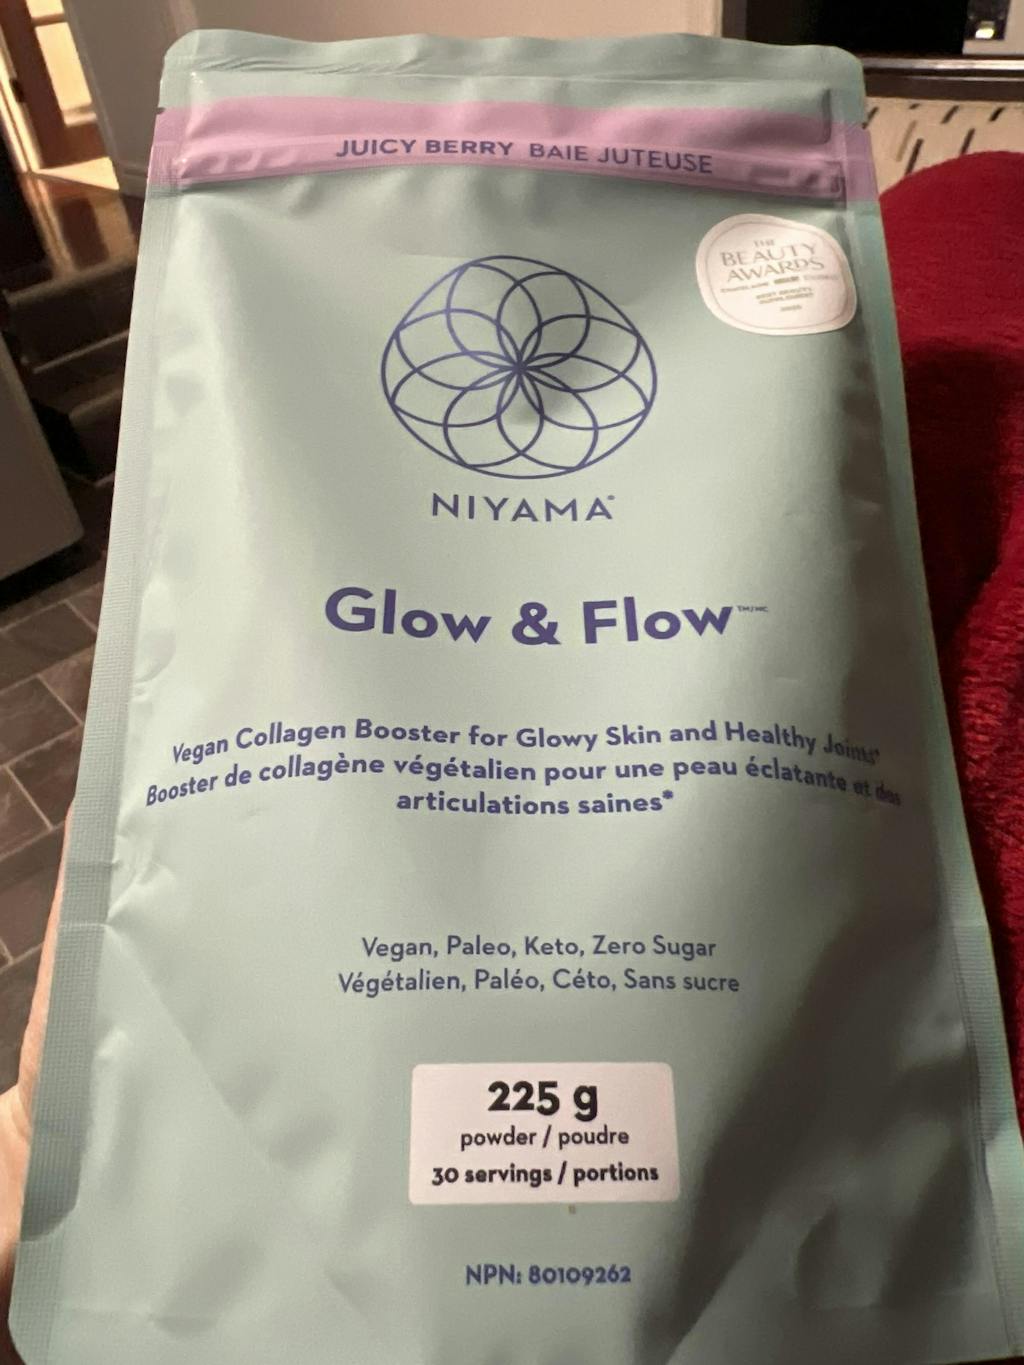 JUICY BERRY BAIE JUTEUSE
THE
BEAUTY
AWARDS
NIYAMA®
Glow & Flow™/MC
Vegan Collagen Booster for Glowy Skin and Healthy Joints*
Booster de collagène végétalien pour une peau éclatante et des
articulations saines*
Vegan, Paleo, Keto, Zero Sugar
Végétalien, Paléo, Céto, Sans sucre
225 g
powder / poudre
30 servings / portions
NPN: 80109262